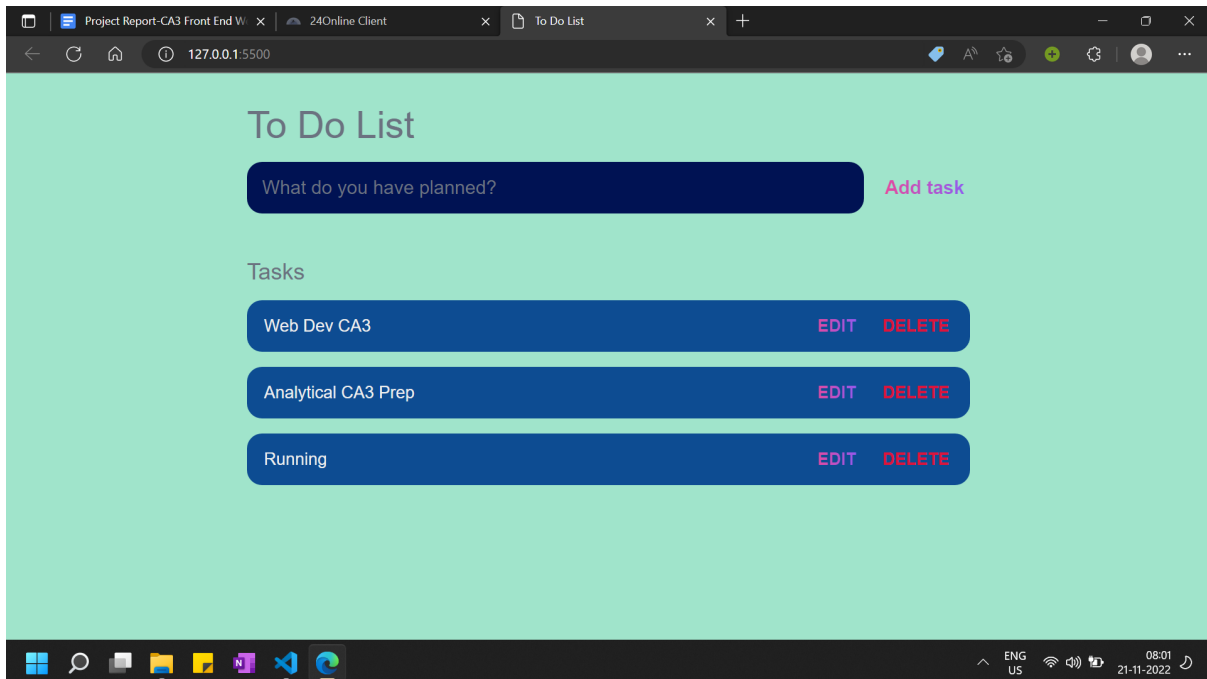 Project Report-CA3 Front End W
24Online Client
To Do List
127.0.0.1:5500
To Do List
What do you have planned?
Add task
Tasks
Web Dev CA3 EDIT DELETE
Analytical CA3 Prep EDIT DELETE
Running EDIT DELETE
ENG
US
08:01
21-11-2022